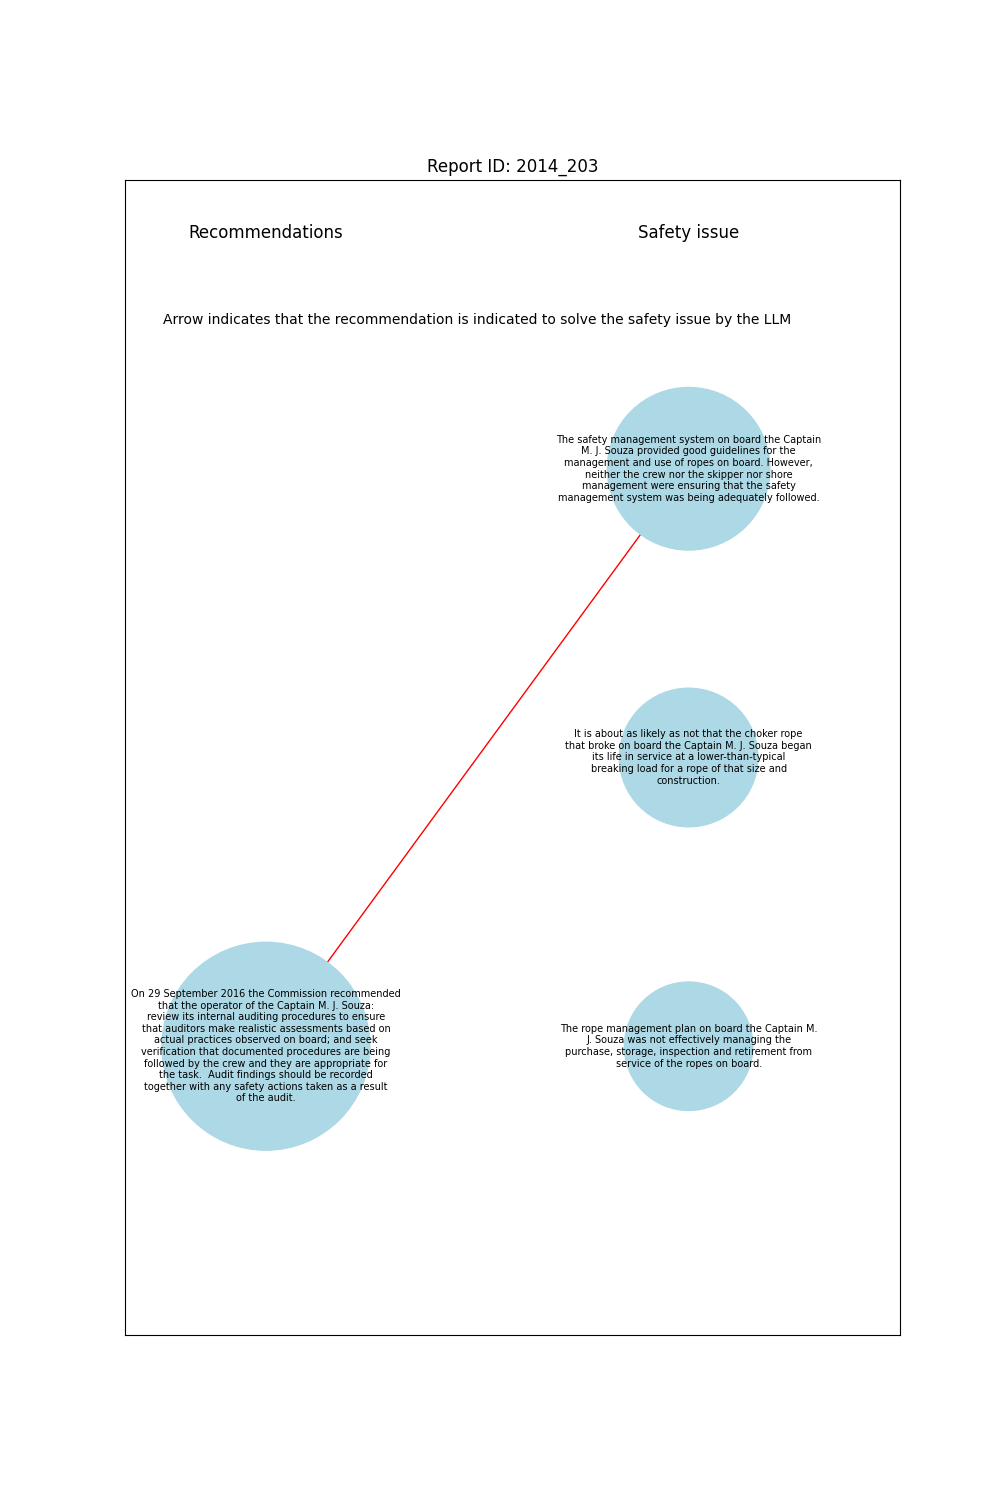 Report ID: 2014_203
Recommendations
Safety issue
Arrow indicates that the recommendation is indicated to solve the safety issue by the LLM
The safety management system on board the Captain
M. J. Souza provided good guidelines for the
management and use of ropes on board. However,
neither the crew nor the skipper nor shore
management were ensuring that the safety
management system was being adequately followed.
It is about as likely as not that the choker rope
that broke on board the Captain M. J. Souza began
its life in service at a lower-than-typical
breaking load for a rope of that size and
construction.
On 29 September 2016 the Commission recommended
that the operator of the Captain M. J. Souza:
review its internal auditing procedures to ensure
that auditors make realistic assessments based on
actual practices observed on board; and seek
verification that documented procedures are being
followed by the crew and they are appropriate for
the task.  Audit findings should be recorded
together with any safety actions taken as a result
of the audit.
The rope management plan on board the Captain M.
J. Souza was not effectively managing the
purchase, storage, inspection and retirement from
service of the ropes on board.